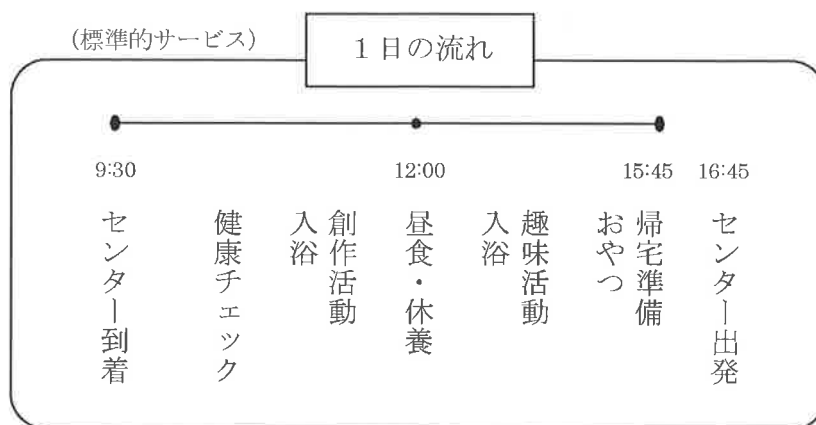 (標準的サービス)
1日の流れ
9:30
12:00
15:45
16:45
センター到着
健康チェック
創作活動
入浴
昼食・休養
趣味活動
入浴
帰宅準備
おやつ
センター出発